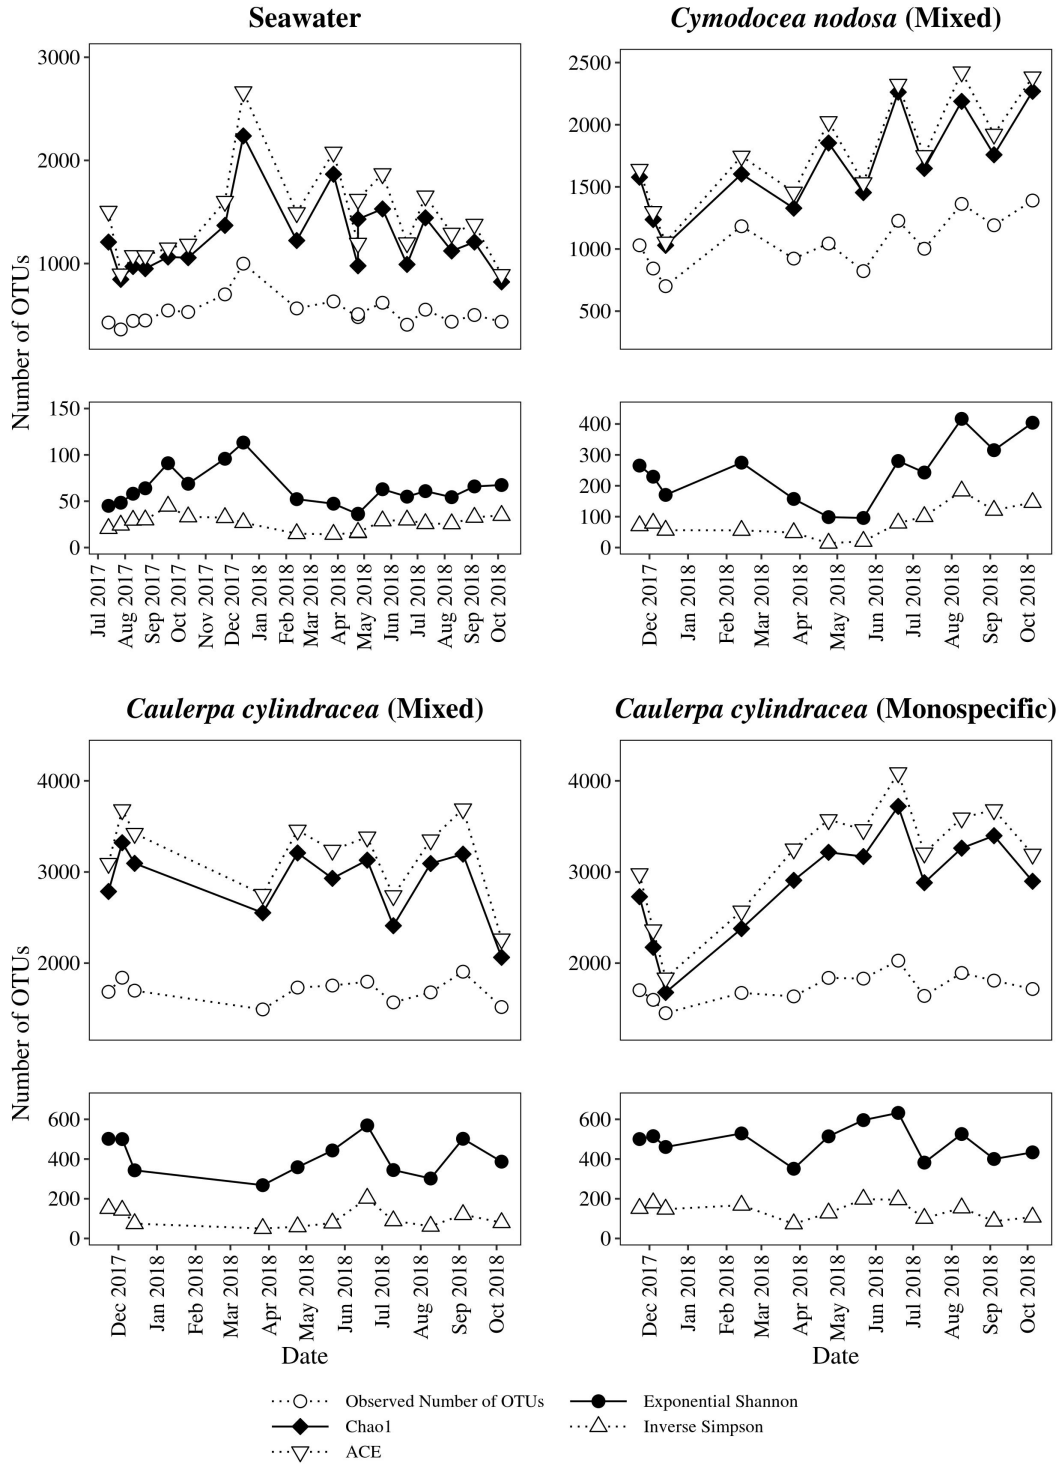 Seawater
Cymodocea nodosa (Mixed)
Number of OTUs
3000
2000
1000
2500
2000
1500
1000
500
150
100
50
0
400
300
200
100
0
Jul 2017
Aug 2017
Sep 2017
Oct 2017
Nov 2017
Dec 2017
Jan 2018
Feb 2018
Mar 2018
Apr 2018
May 2018
Jun 2018
Jul 2018
Aug 2018
Sep 2018
Oct 2018
Dec 2017
Jan 2018
Feb 2018
Mar 2018
Apr 2018
May 2018
Jun 2018
Jul 2018
Aug 2018
Sep 2018
Oct 2018
Caulerpa cylindracea (Mixed)
Caulerpa cylindracea (Monospecific)
Number of OTUs
4000
3000
2000
4000
3000
2000
600
400
200
0
600
400
200
0
Dec 2017
Jan 2018
Feb 2018
Mar 2018
Apr 2018
May 2018
Jun 2018
Jul 2018
Aug 2018
Sep 2018
Oct 2018
Dec 2017
Jan 2018
Feb 2018
Mar 2018
Apr 2018
May 2018
Jun 2018
Jul 2018
Aug 2018
Sep 2018
Oct 2018
Date
Date
Observed Number of OTUs
Chao1
ACE
Exponential Shannon
Inverse Simpson